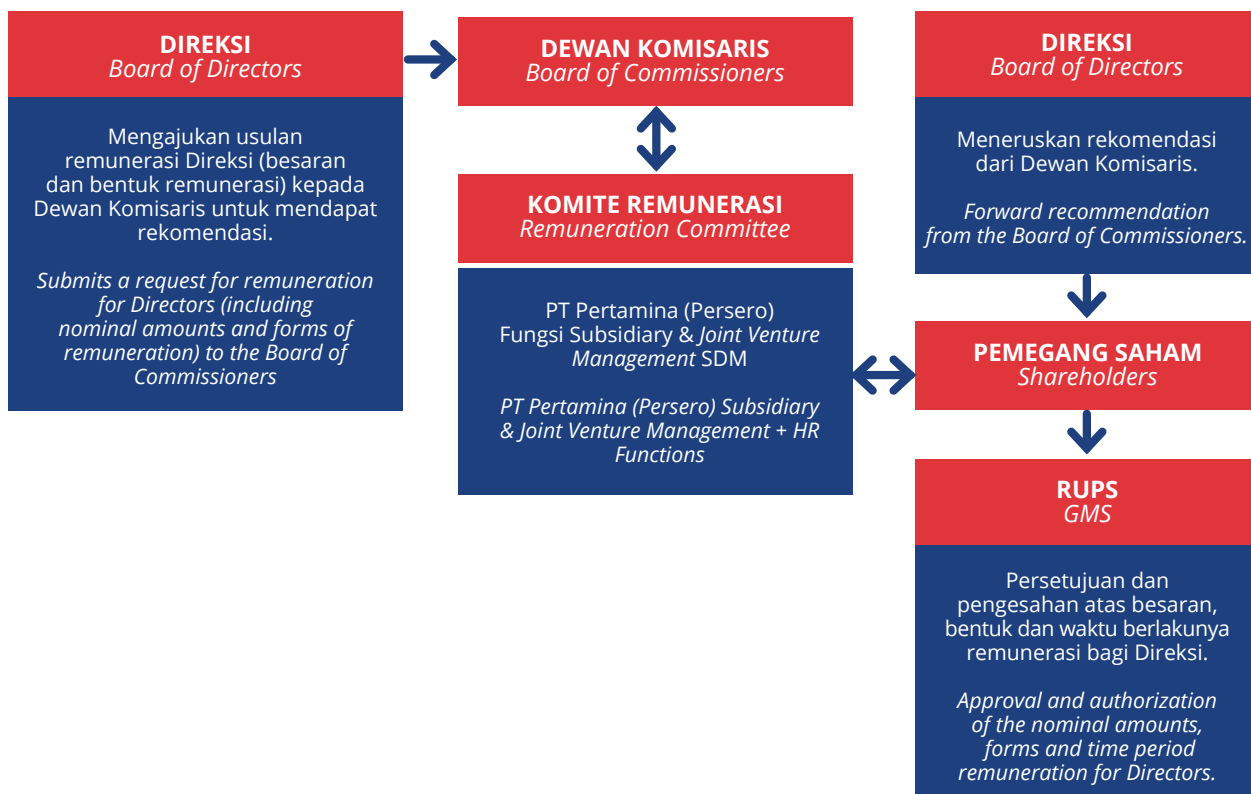 DIREKSI
Board of Directors
Mengajukan usulan
remunerasi Direksi (besaran
dan bentuk remunerasi) kepada
Dewan Komisaris untuk mendapat
rekomendasi.
Submits a request for remuneration
for Directors (including
nominal amounts and forms of
remuneration) to the Board of
Commissioners
DEWAN KOMISARIS
Board of Commissioners
KOMITE REMUNERASI
Remuneration Committee
PT Pertamina (Persero)
Fungsi Subsidiary & Joint Venture
Management SDM
PT Pertamina (Persero) Subsidiary
& Joint Venture Management + HR
Functions
DIREKSI
Board of Directors
Meneruskan rekomendasi
dari Dewan Komisaris.
Forward recommendation
from the Board of Commissioners.
PEMEGANG SAHAM
Shareholders
RUPS
GMS
Persetujuan dan
pengesahan atas besaran,
bentuk dan waktu berlakunya
remunerasi bagi Direksi.
Approval and authorization
of the nominal amounts,
forms and time period
remuneration for Directors.